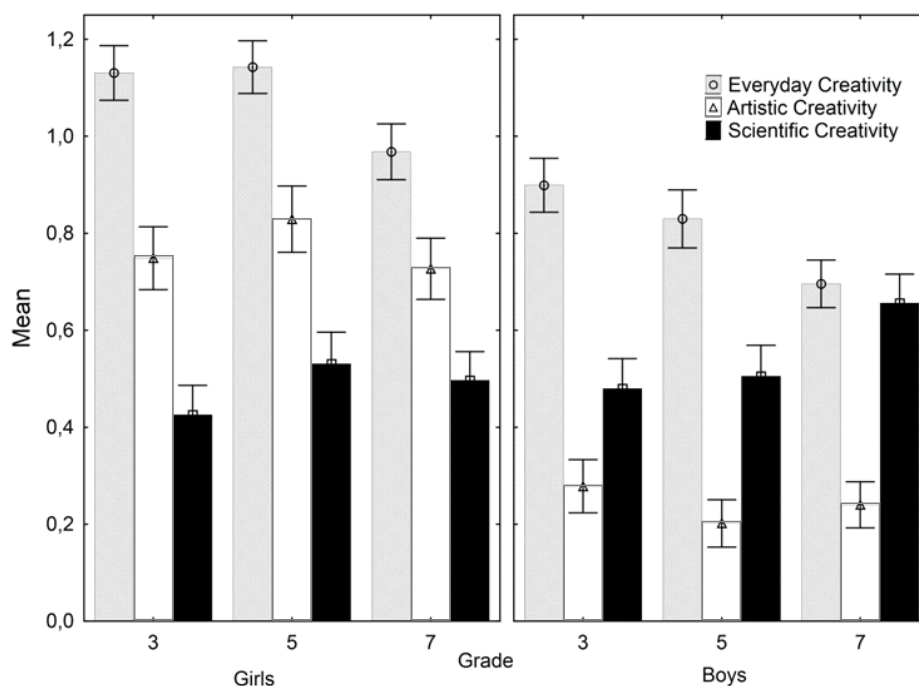 1,2
1,0
0,8
0,6
0,4
0,2
0,0
Mean
Everyday Creativity
Artistic Creativity
Scientific Creativity
3 5 7 3 5 7
Grade
Girls Boys